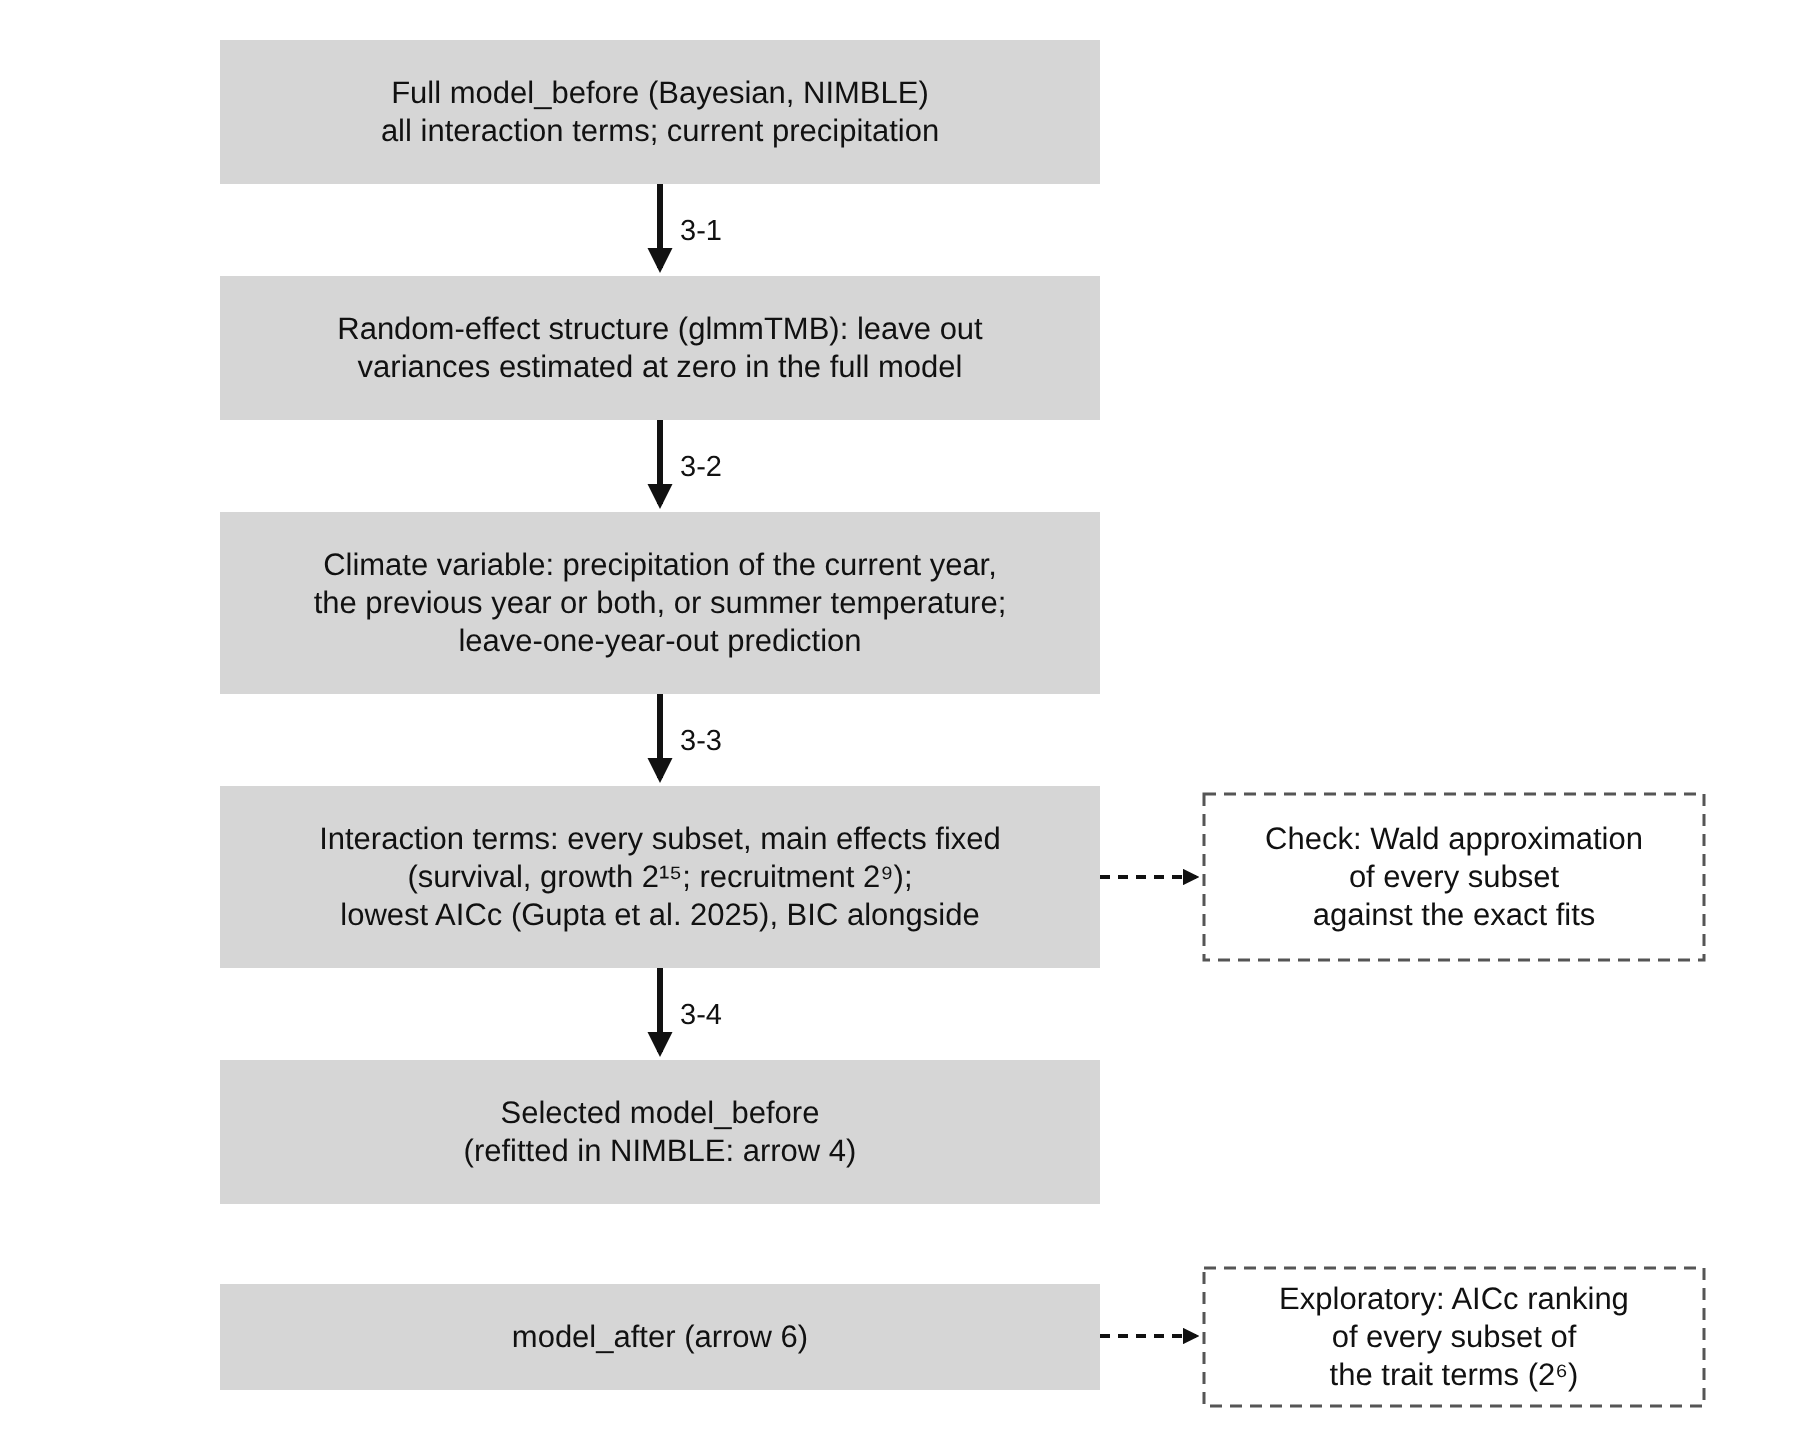 Full model_before (Bayesian, NIMBLE)
all interaction terms; current precipitation
3-1
Random-effect structure (glmmTMB): leave out
variances estimated at zero in the full model
3-2
Climate variable: precipitation of the current year,
the previous year or both, or summer temperature;
leave-one-year-out prediction
3-3
Interaction terms: every subset, main effects fixed
(survival, growth 2¹⁵; recruitment 2⁹);
lowest AICc (Gupta et al. 2025), BIC alongside
Check: Wald approximation
of every subset
against the exact fits
3-4
Selected model_before
(refitted in NIMBLE: arrow 4)
model_after (arrow 6)
Exploratory: AICc ranking
of every subset of
the trait terms (2⁶)